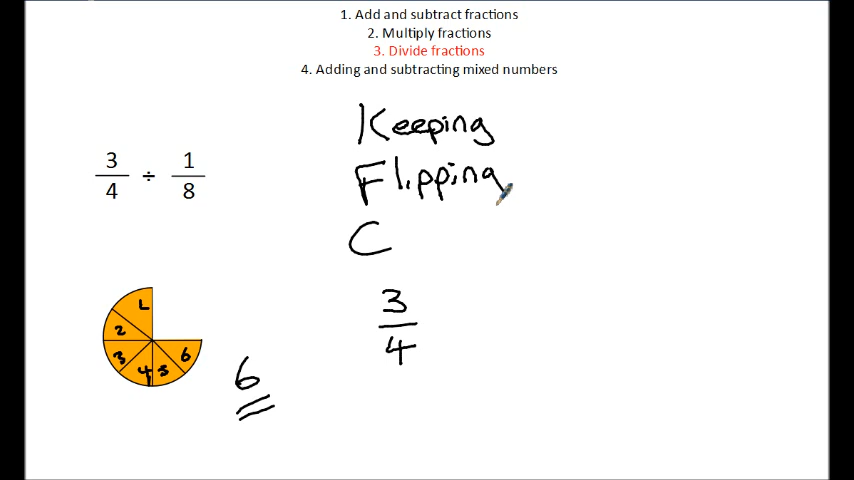 1. Add and subtract fractions
2. Multiply fractions
3. Divide fractions
4. Adding and subtracting mixed numbers
Keeping
Flipping
C
3/4 ÷ 1/8
3/4
1
2
3
4
5
6
6